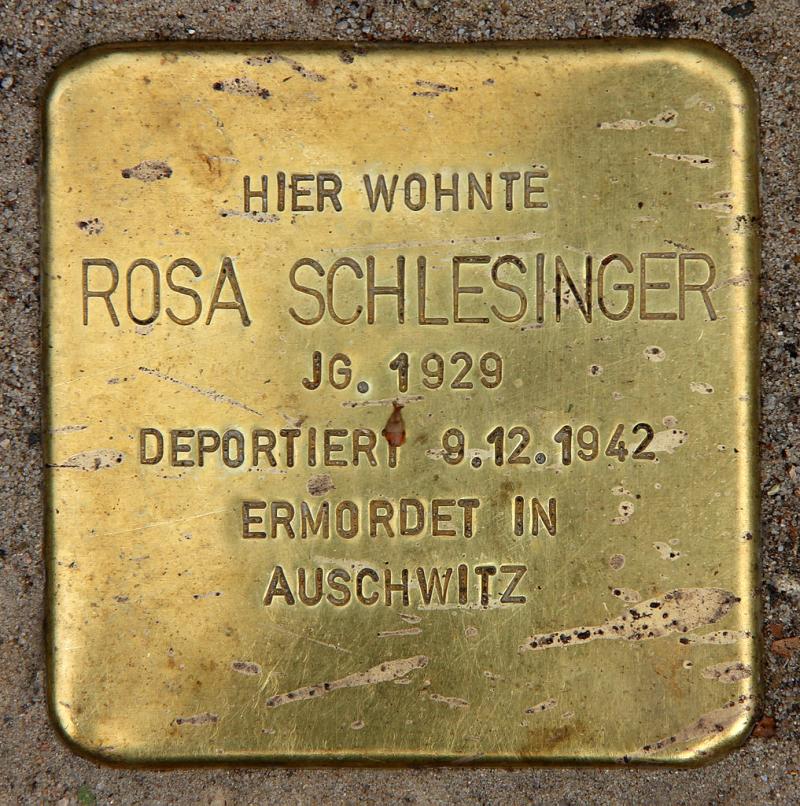 HIER WOHNTE
ROSA SCHLESINGER
JG. 1929
DEPORTIERT 9.12.1942
ERMORDET IN
AUSCHWITZ